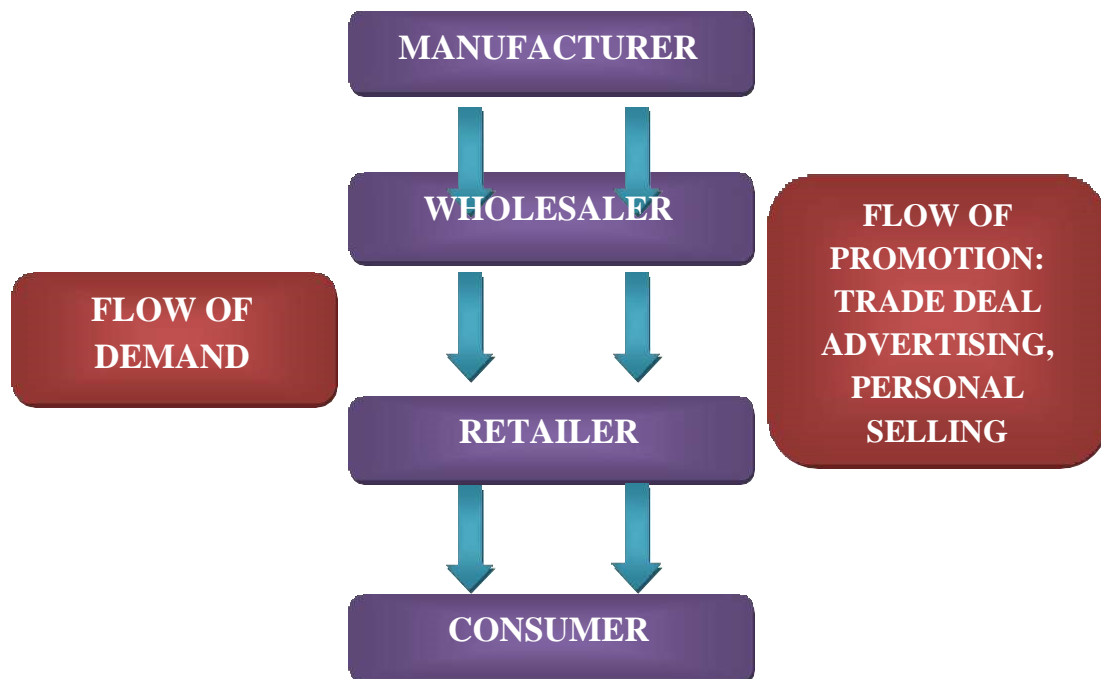 MANUFACTURER
WHOLESALER
FLOW OF
PROMOTION:
TRADE DEAL
ADVERTISING,
PERSONAL
SELLING
FLOW OF
DEMAND
RETAILER
CONSUMER